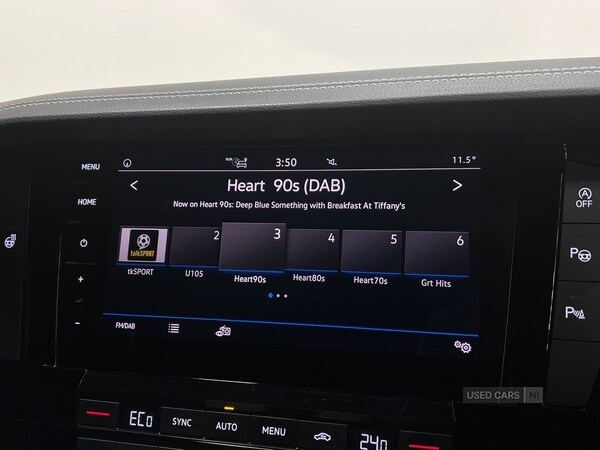 MENU
3:50
11.5°
Heart 90s (DAB)
HOME
Now on Heart 90s: Deep Blue Something with Breakfast At Tiffany's
A OFF
talkSPORT
2
3
4
5
6
tkSPORT
U105
Heart90s
Heart80s
Heart70s
Grt Hits
P
P
+
-
FM/DAB
USED CARS NI
ECO
SYNC
AUTO
MENU
24.0